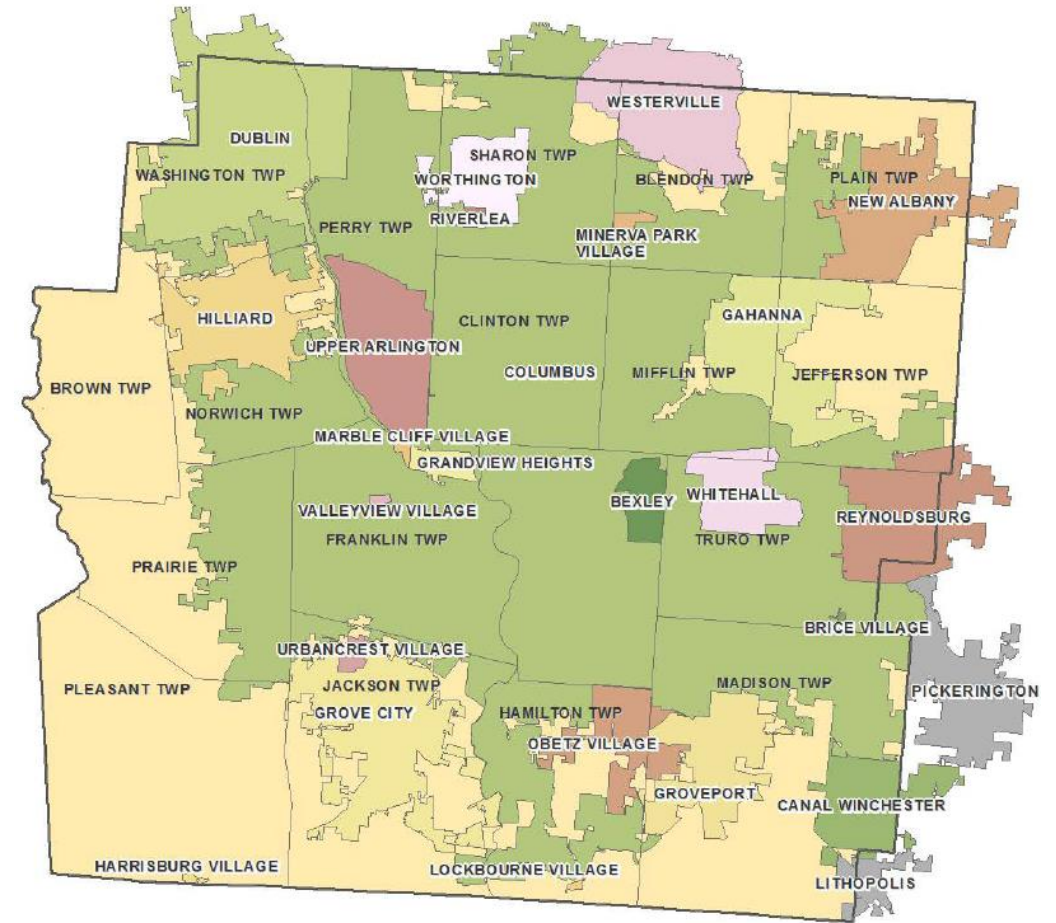 WESTERVILLE
DUBLIN
SHARON TWP
WASHINGTON TWP
WORTHINGTON
BLENDON TWP
PLAIN TWP
NEW ALBANY
RIVERLEA
PERRY TWP
MINERVA PARK
VILLAGE
HILLIARD
GAHANNA
CLINTON TWP
UPPER ARLINGTON
COLUMBUS
MIFFLIN TWP
JEFFERSON TWP
BROWN TWP
NORWICH TWP
MARBLE CLIFF VILLAGE
GRANDVIEW HEIGHTS
BEXLEY
WHITEHALL
VALLEYVIEW VILLAGE
REYNOLDSBURG
FRANKLIN TWP
TRURO TWP
PRAIRIE TWP
BRICE VILLAGE
URBANCREST VILLAGE
PLEASANT TWP
JACKSON TWP
MADISON TWP
PICKERINGTON
GROVE CITY
HAMILTON TWP
OBETZ VILLAGE
GROVEPORT
CANAL WINCHESTER
HARRISBURG VILLAGE
LOCKBOURNE VILLAGE
LITHOPOLIS